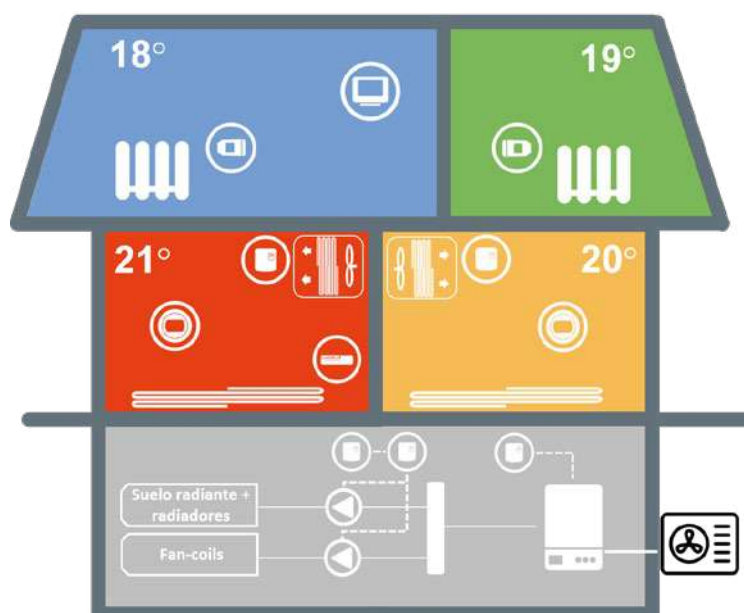 18°
19°
21°
20°
Suelo radiante +
radiadores
Fan-coils